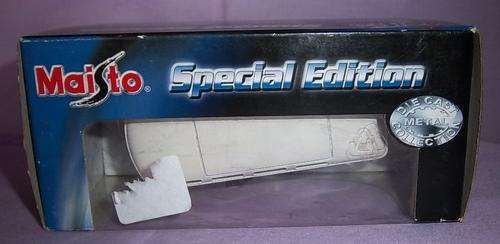 Maisto®
Special Edition
DIE CAST
METAL
COLLECTION